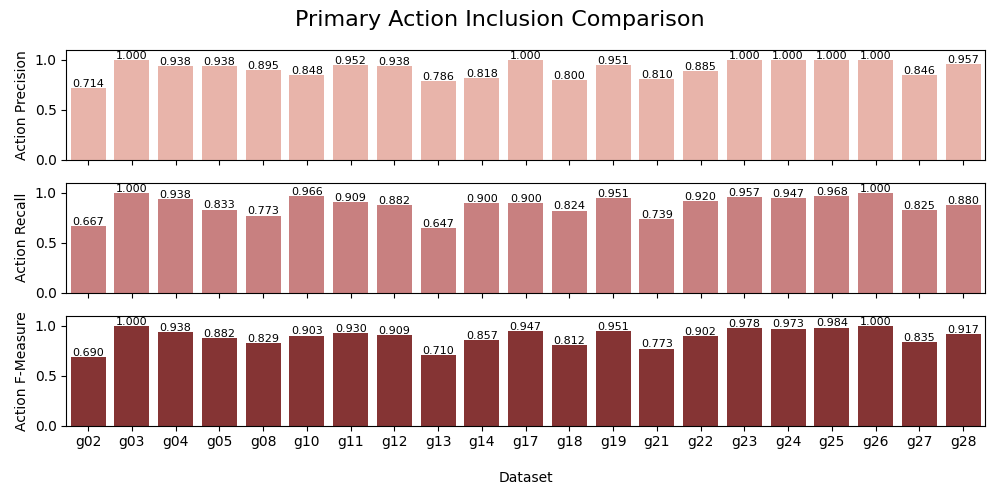 Primary Action Inclusion Comparison
Action Precision
1.0
0.5
0.0
0.714 1.000 0.938 0.938 0.895 0.848 0.952 0.938 0.786 0.818 1.000 0.800 0.951 0.810 0.885 1.000 1.000 1.000 1.000 0.846 0.957
Action Recall
1.0
0.5
0.0
0.667 1.000 0.938 0.833 0.773 0.966 0.909 0.882 0.647 0.900 0.900 0.824 0.951 0.739 0.920 0.957 0.947 0.968 1.000 0.825 0.880
Action F-Measure
1.0
0.5
0.0
0.690 1.000 0.938 0.882 0.829 0.903 0.930 0.909 0.710 0.857 0.947 0.812 0.951 0.773 0.902 0.978 0.973 0.984 1.000 0.835 0.917
g02 g03 g04 g05 g08 g10 g11 g12 g13 g14 g17 g18 g19 g21 g22 g23 g24 g25 g26 g27 g28
Dataset